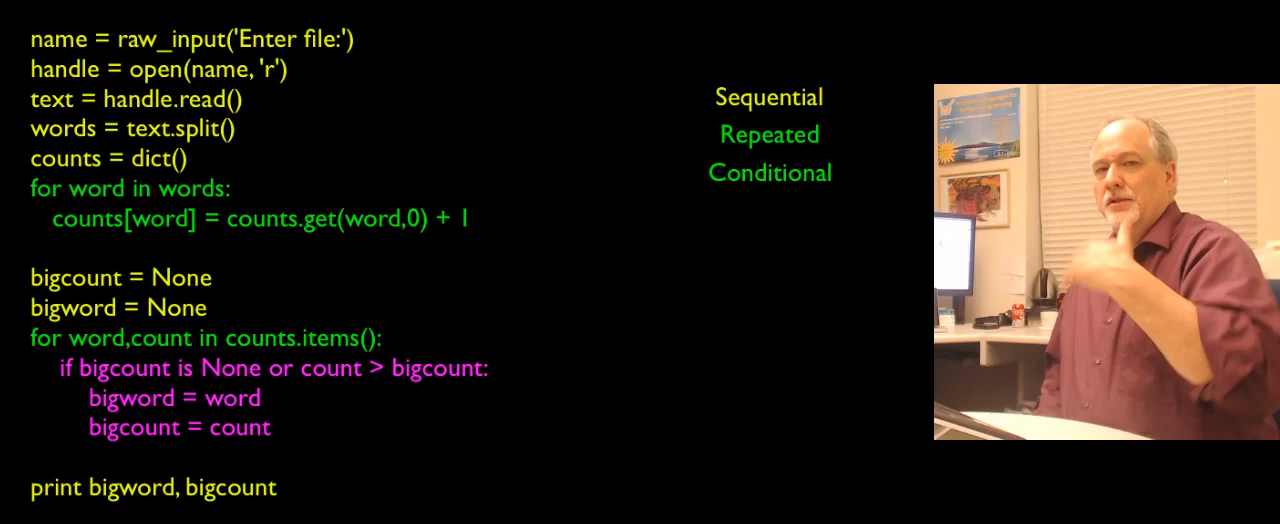 name = raw_input('Enter file:')
handle = open(name, 'r')
text = handle.read()
words = text.split()
counts = dict()
for word in words:
counts[word] = counts.get(word,0) + 1
bigcount = None
bigword = None
for word,count in counts.items():
if bigcount is None or count > bigcount:
bigword = word
bigcount = count
print bigword, bigcount
Sequential
Repeated
Conditional
ETH